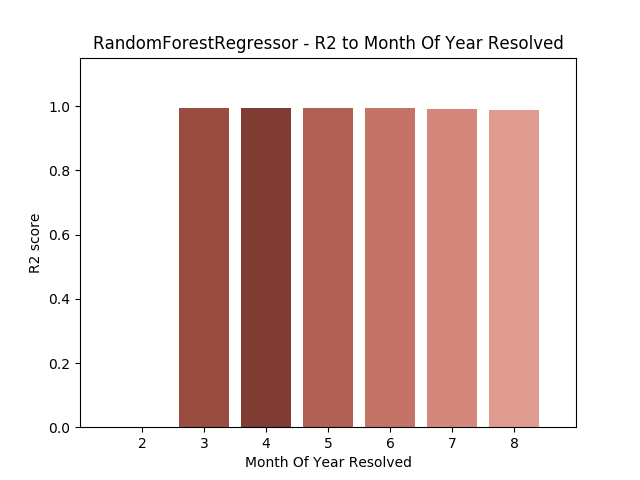 RandomForestRegressor - R2 to Month Of Year Resolved
1.0
0.8
0.6
0.4
0.2
0.0
R2 score
2 3 4 5 6 7 8
Month Of Year Resolved